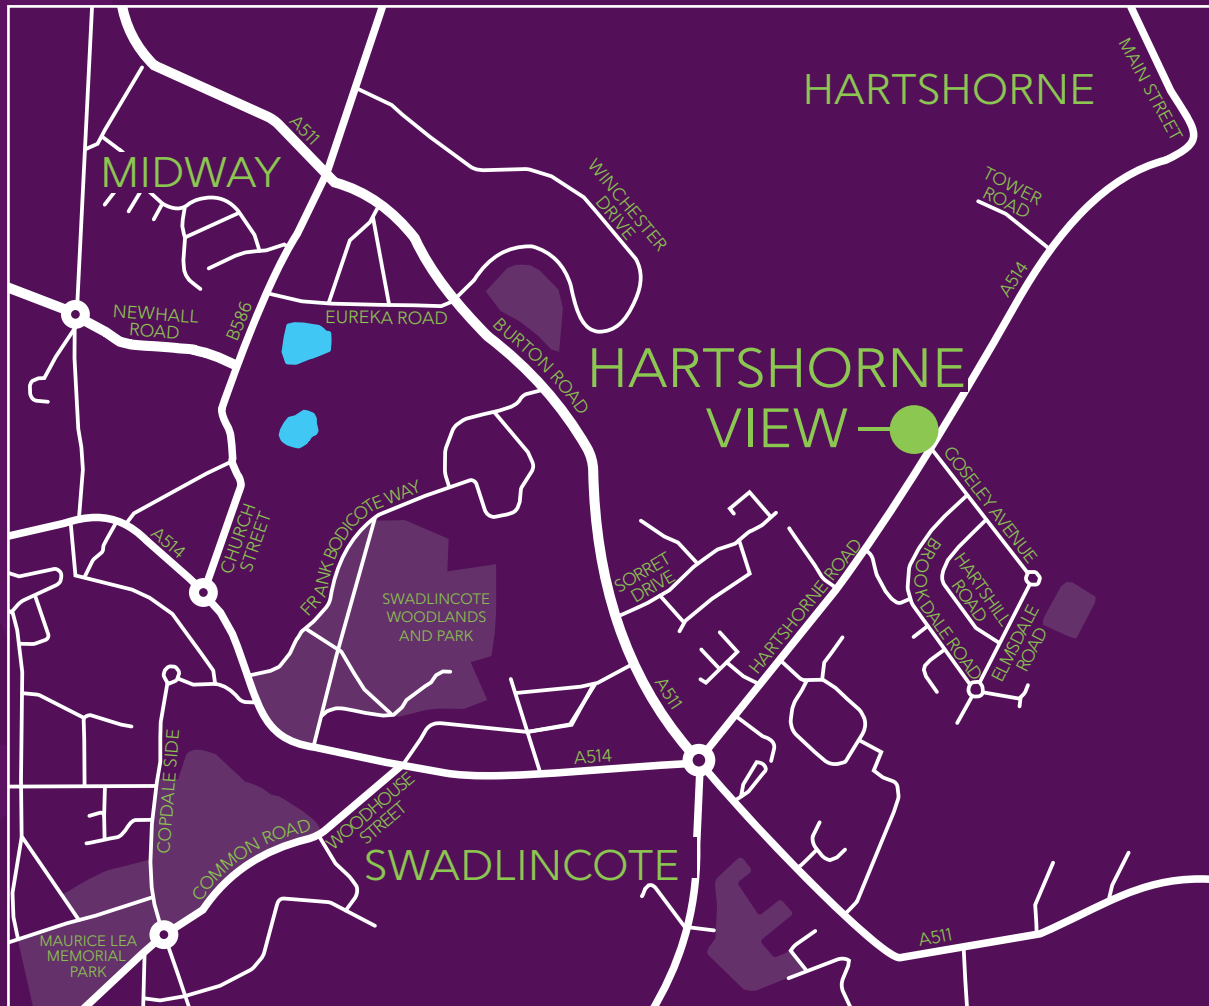 HARTSHORNE
MAIN STREET
A511
MIDWAY
WINCHESTER
DRIVE
TOWER
ROAD
A514
NEWHALL
ROAD
B586
EUREKA ROAD
BURTON ROAD
HARTSHORNE
VIEW
GOSELEY AVENUE
FRANK BODICOTE WAY
CHURCH
STREET
A514
SWADLINCOTE
WOODLANDS
AND PARK
SORRET
DRIVE
HARTSHORNE ROAD
BROOKDALE ROAD
HARTSHILL
ROAD
ELMSDALE
ROAD
A511
A514
COPDALE SIDE
WOODHOUSE
STREET
COMMON ROAD
SWADLINCOTE
MAURICE LEA
MEMORIAL
PARK
A511